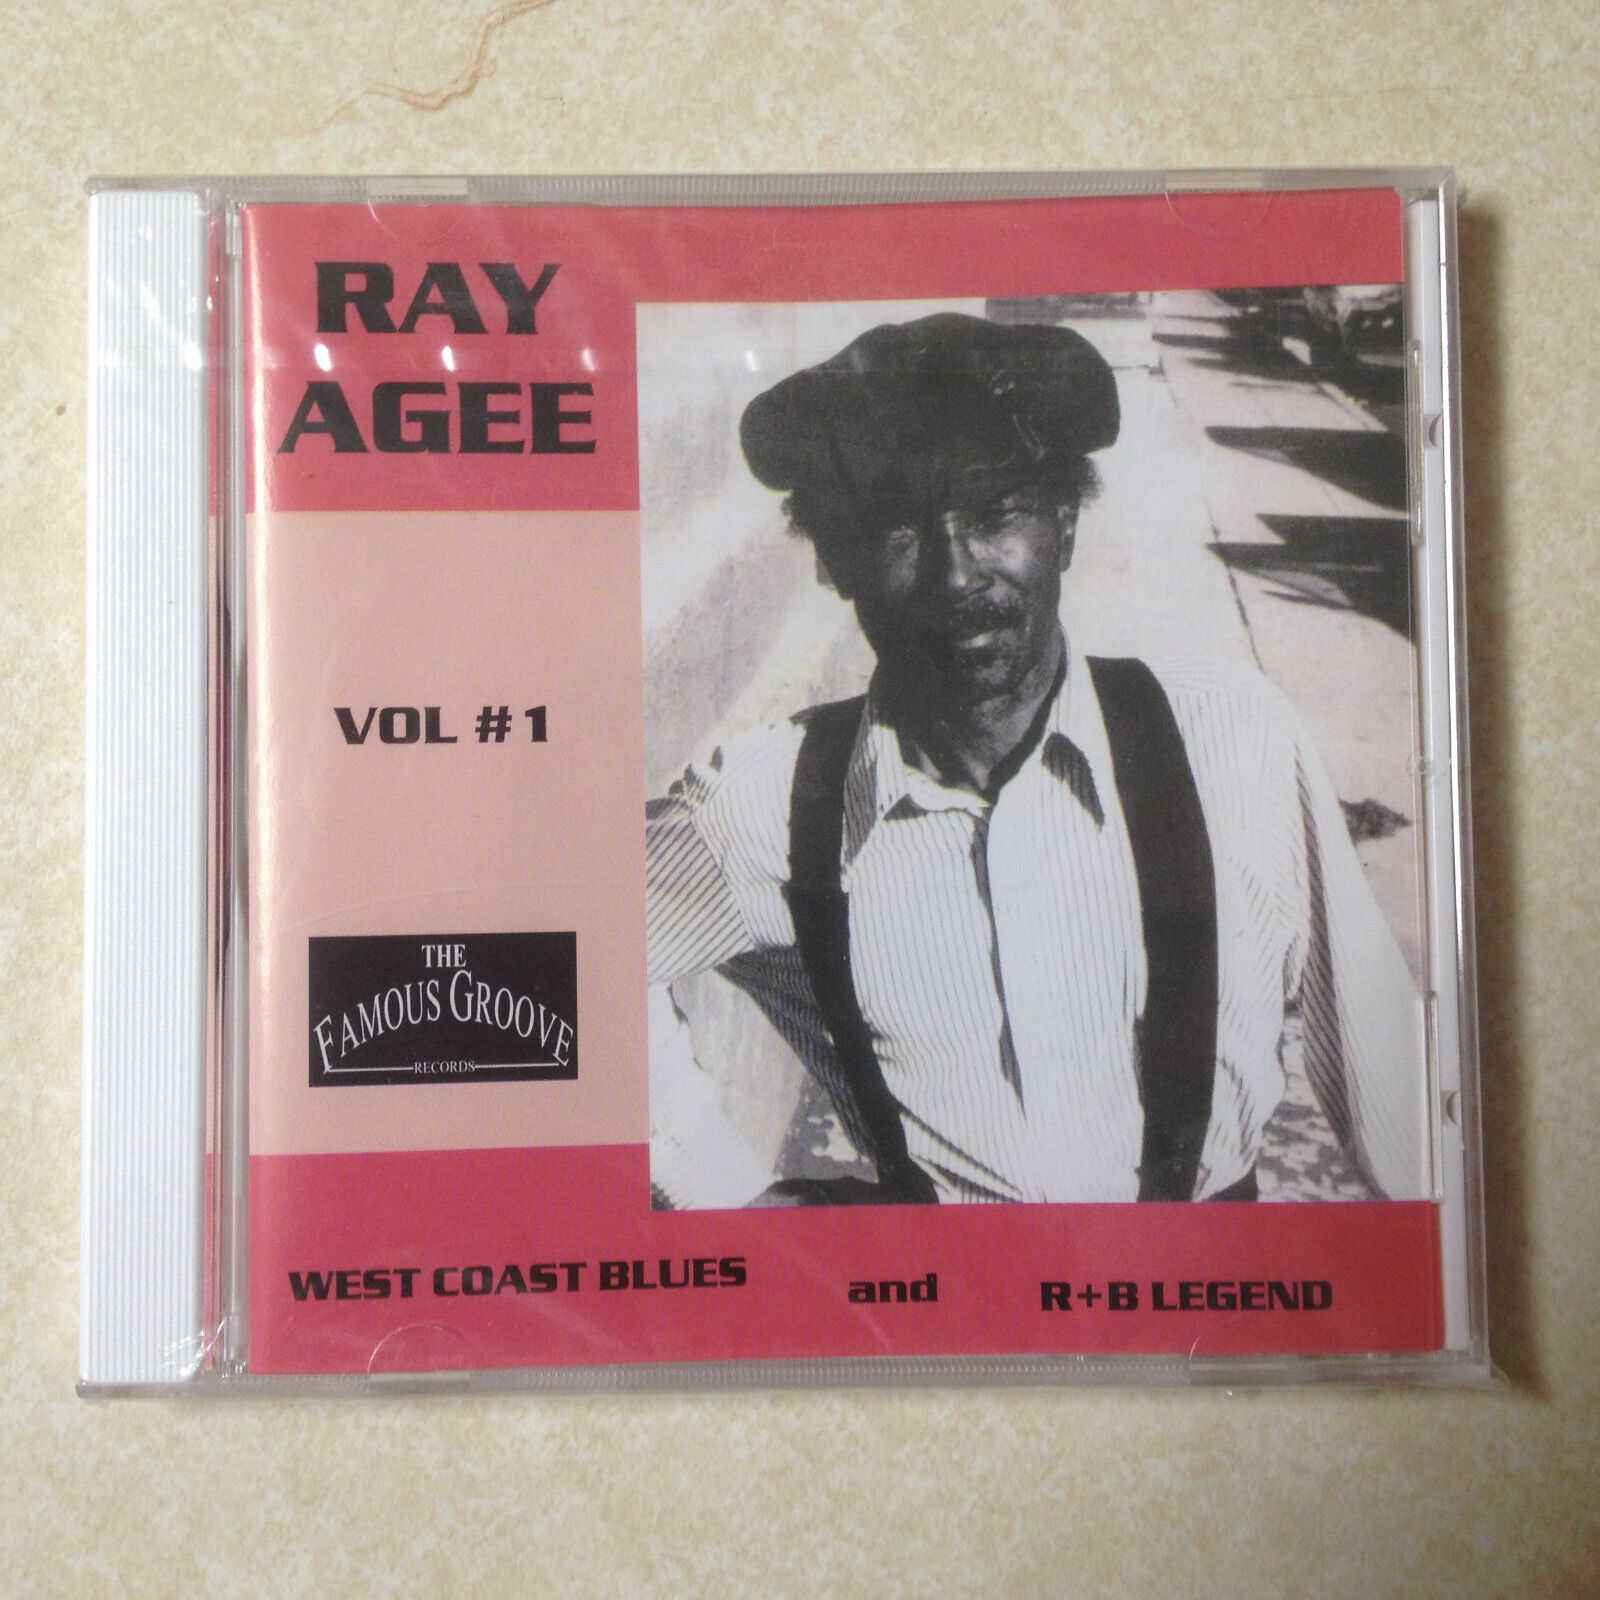 RAY
AGEE
VOL #1
THE
FAMOUS GROOVE
RECORDS
WEST COAST BLUES and R+B LEGEND